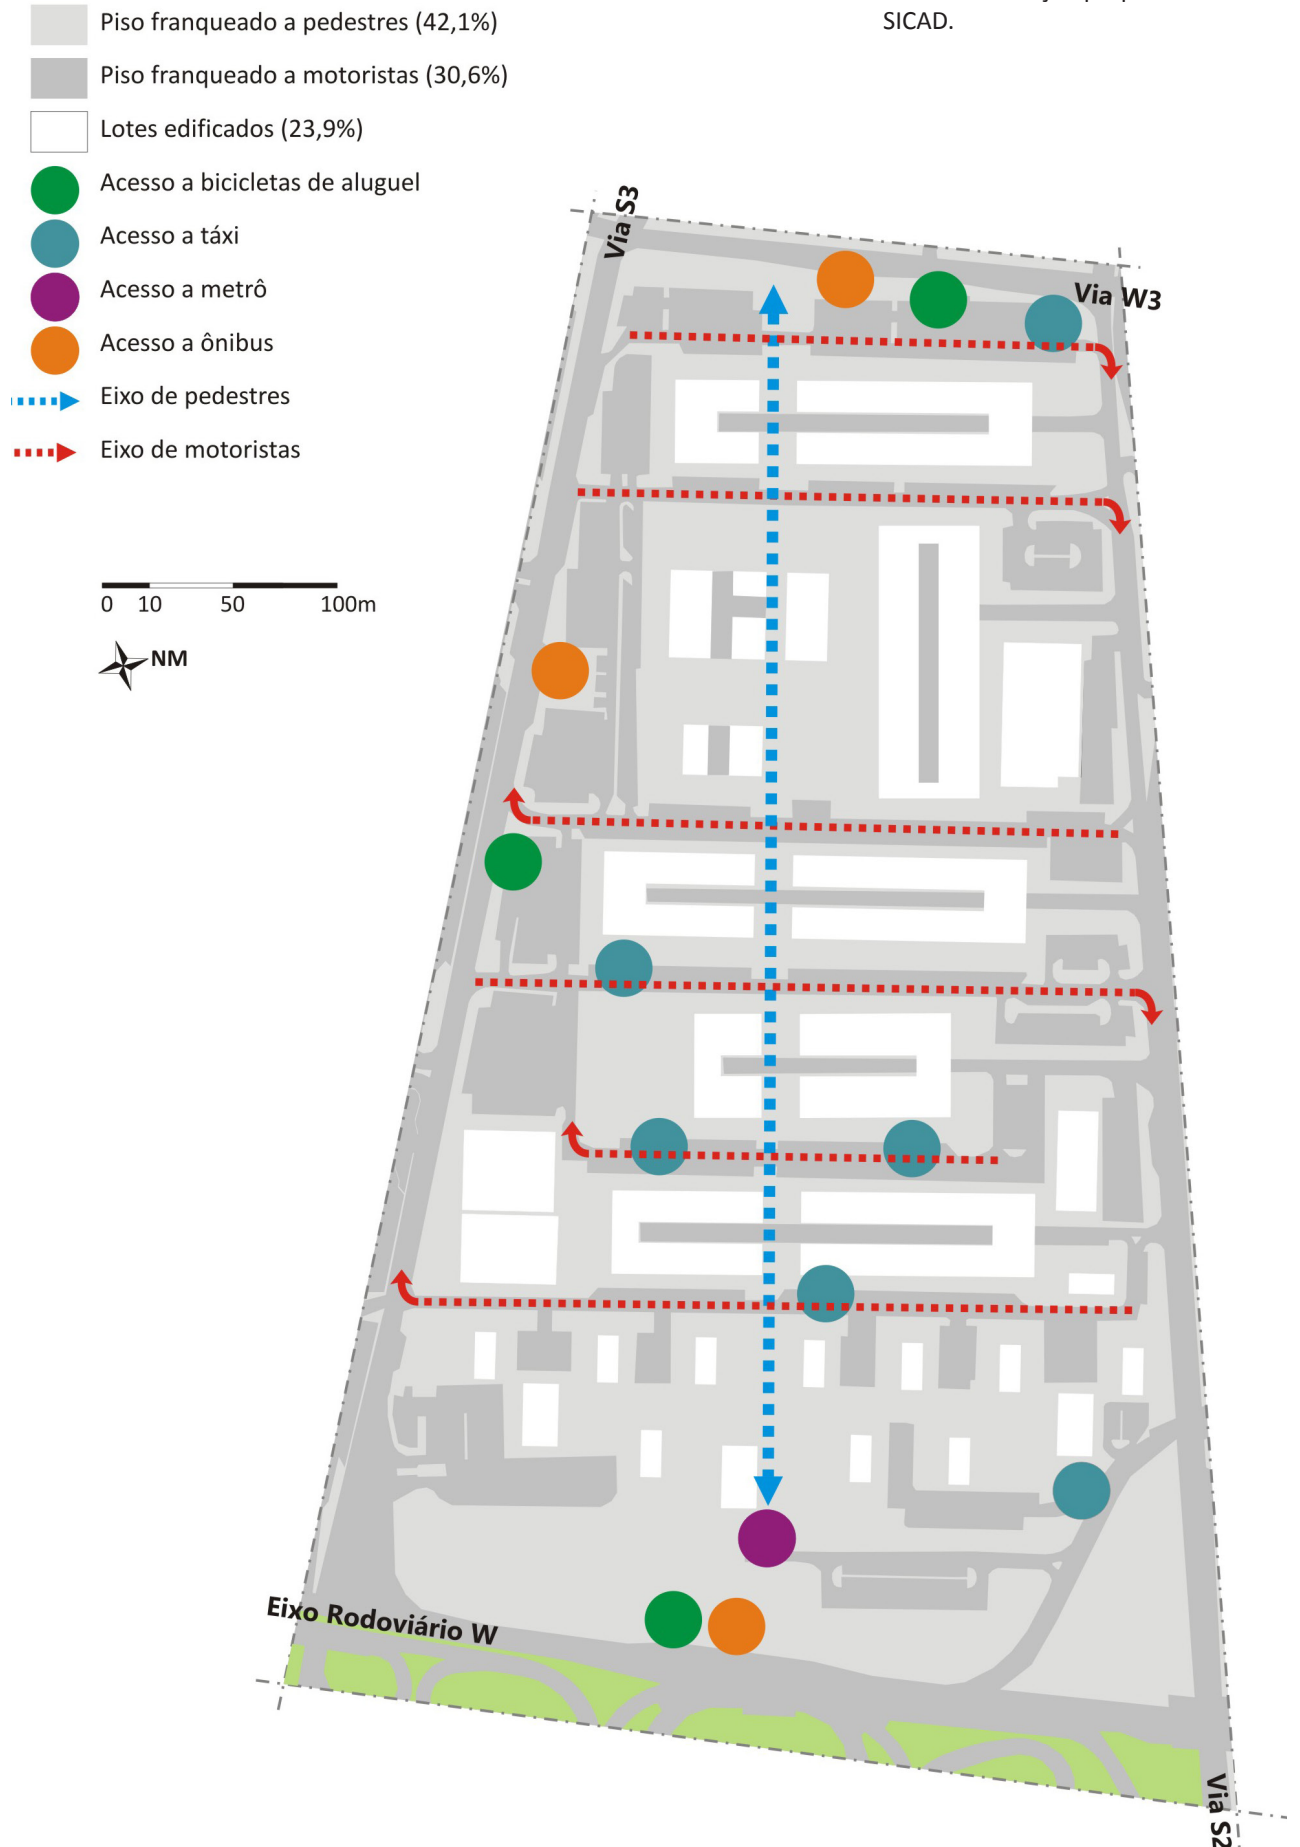 Piso franqueado a pedestres (42,1%)
SICAD.
Piso franqueado a motoristas (30,6%)
Lotes edificados (23,9%)
Acesso a bicicletas de aluguel
Acesso a táxi
Acesso a metrô
Acesso a ônibus
Eixo de pedestres
Eixo de motoristas
0 10 50 100m
NM
Via S3
Via W3
Eixo Rodoviário W
Via S2